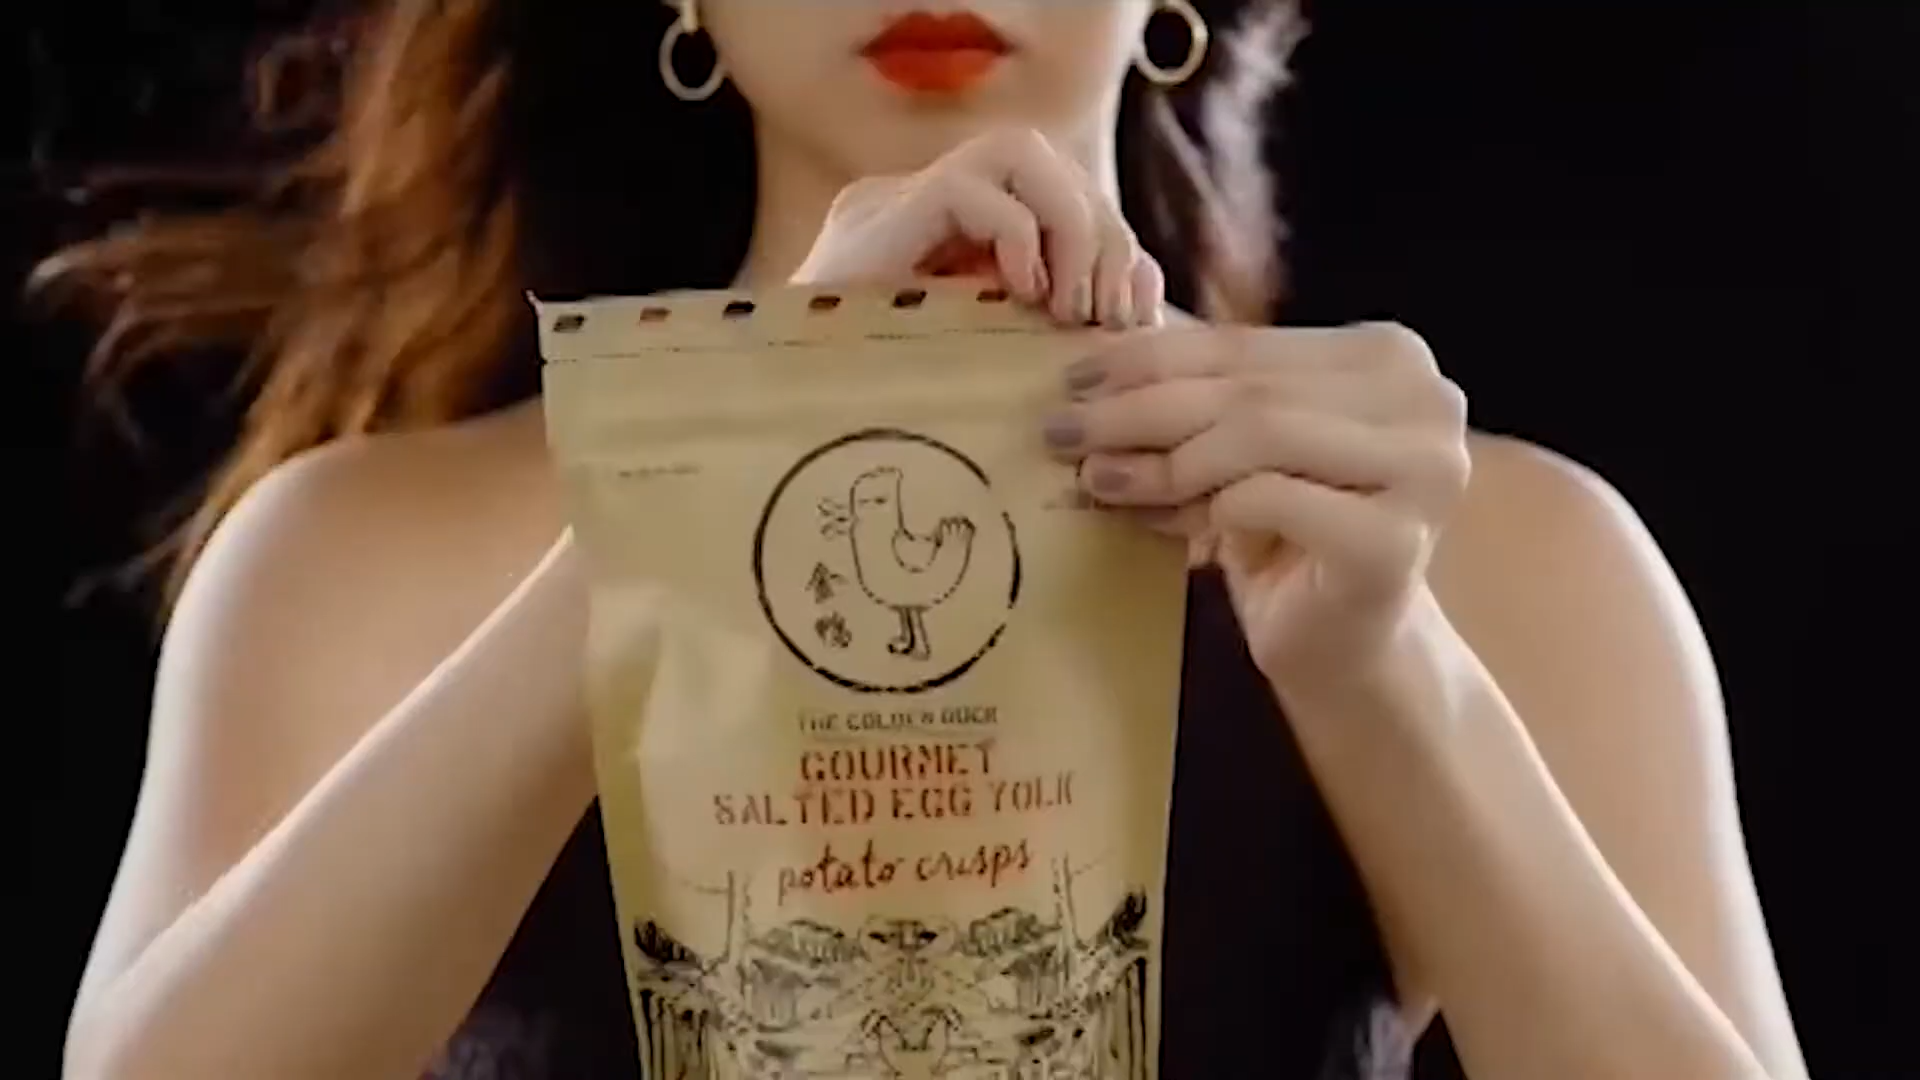 金
鴨
THE GOLDEN DUCK
GOURMET
SALTED EGG YOLK
potato crisps